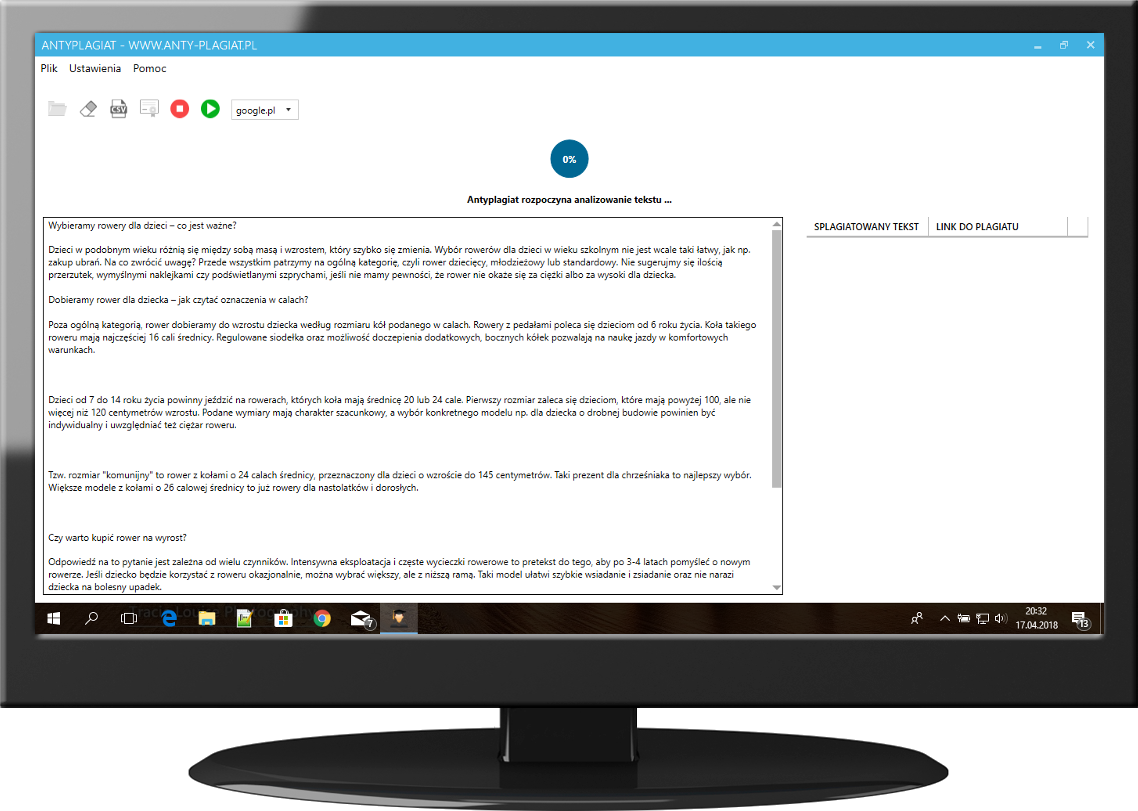 ANTYPLAGIAT - WWW.ANTY-PLAGIAT.PL
Plik Ustawienia Pomoc
CSV
google.pl
0%
Antyplagiat rozpoczyna analizowanie tekstu ...
SPLAGIATOWANY TEKST LINK DO PLAGIATU
Wybieramy rowery dla dzieci – co jest ważne?
Dzieci w podobnym wieku różnią się między sobą masą i wzrostem, który szybko się zmienia. Wybór rowerów dla dzieci w wieku szkolnym nie jest wcale taki łatwy, jak np.
zakup ubrań. Na co zwrócić uwagę? Przede wszystkim patrzymy na ogólną kategorię, czyli rower dziecięcy, młodzieżowy lub standardowy. Nie sugerujmy się ilością
przerzutek, wymyślnymi naklejkami czy podświetlanymi szprychami, jeśli nie mamy pewności, że rower nie okaże się za ciężki albo za wysoki dla dziecka.
Dobieramy rower dla dziecka – jak czytać oznaczenia w calach?
Poza ogólną kategorią, rower dobieramy do wzrostu dziecka według rozmiaru kół podanego w calach. Rowery z pedałami poleca się dzieciom od 6 roku życia. Koła takiego
roweru mają najczęściej 16 cali średnicy. Regulowane siodełka oraz możliwość doczepienia dodatkowych, bocznych kółek pozwalają na naukę jazdy w komfortowych
warunkach.
Dzieci od 7 do 14 roku życia powinny jeździć na rowerach, których koła mają średnicę 20 lub 24 cale. Pierwszy rozmiar zaleca się dzieciom, które mają powyżej 100, ale nie
więcej niż 120 centymetrów wzrostu. Podane wymiary mają charakter szacunkowy, a wybór konkretnego modelu np. dla dziecka o drobnej budowie powinien być
indywidualny i uwzględniać też ciężar roweru.
Tzw. rozmiar "komunijny" to rower z kołami o 24 calach średnicy, przeznaczony dla dzieci o wzroście do 145 centymetrów. Taki prezent dla chrześniaka to najlepszy wybór.
Większe modele z kołami o 26 calowej średnicy to już rowery dla nastolatków i dorosłych.
Czy warto kupić rower na wyrost?
Odpowiedź na to pytanie jest zależna od wielu czynników. Intensywna eksploatacja i częste wycieczki rowerowe to pretekst do tego, aby po 3-4 latach pomyśleć o nowym
rowerze. Jeśli dziecko będzie korzystać z roweru okazjonalnie, można wybrać większy, ale z niższą ramą. Taki model ułatwi szybkie wsiadanie i zsiadanie oraz nie narazi
dziecka na bolesny upadek.
7
20:32
17.04.2018
13